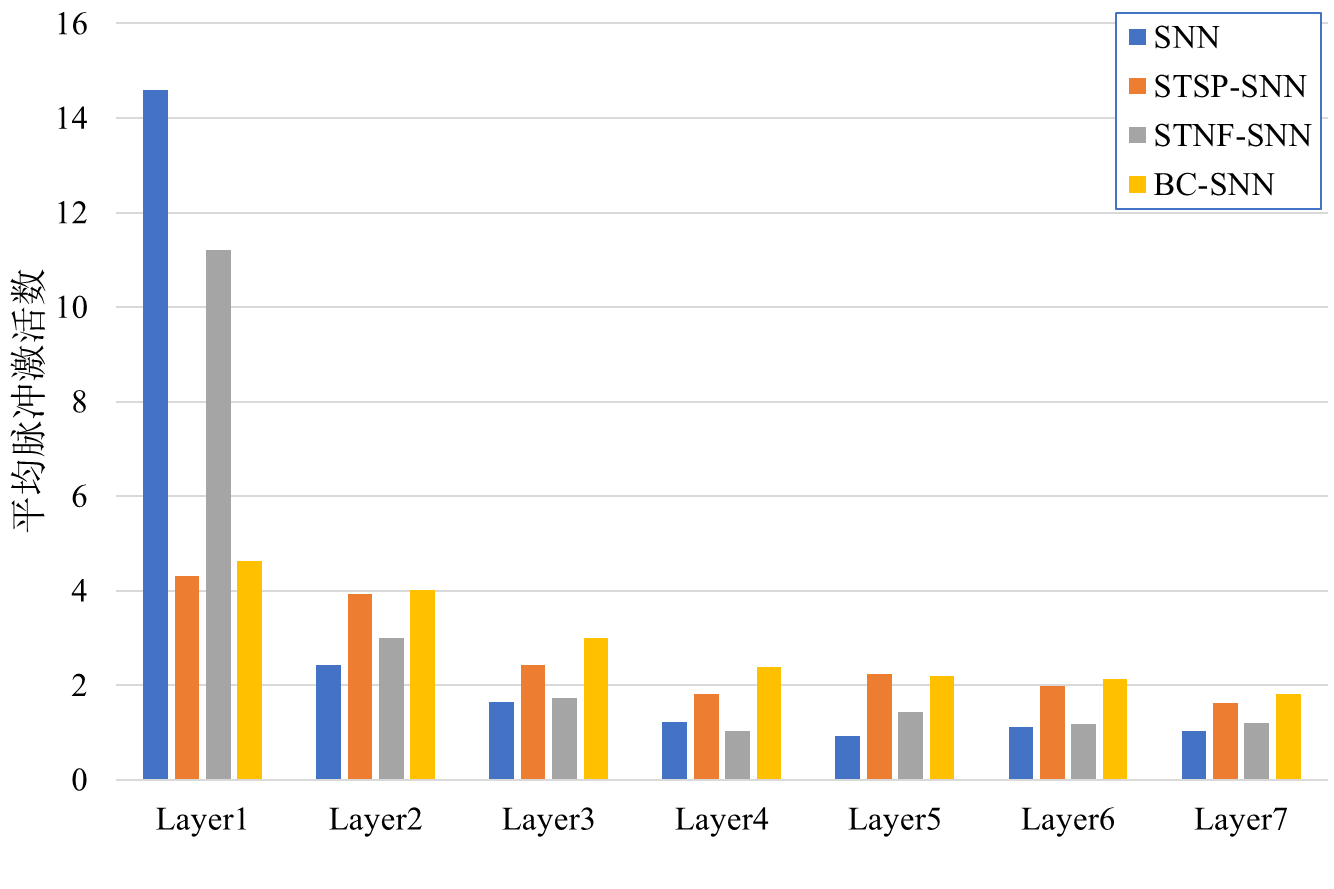 16
14
12
10
8
6
4
2
0
平均脉冲激活数
SNN
STSP-SNN
STNF-SNN
BC-SNN
Layer1 Layer2 Layer3 Layer4 Layer5 Layer6 Layer7